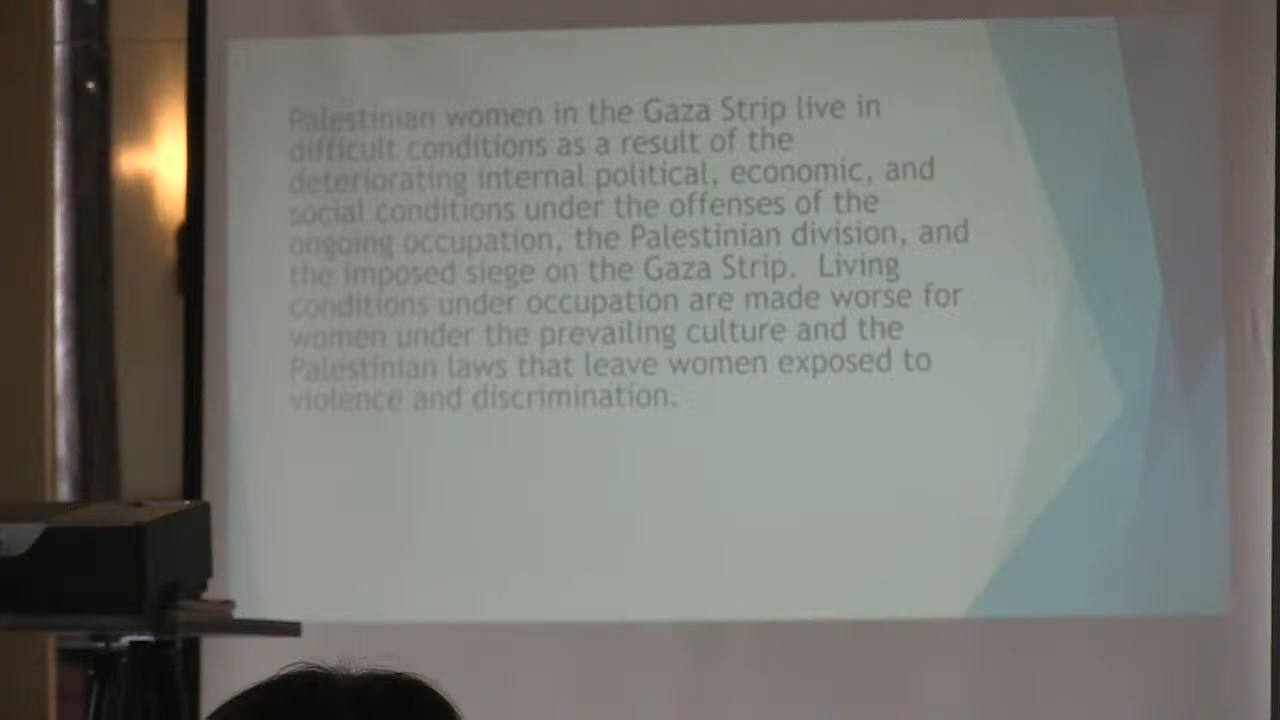 Palestinian women in the Gaza Strip live in
difficult conditions as a result of the
deteriorating internal political, economic, and
social conditions under the offenses of the
ongoing occupation, the Palestinian division, and
the imposed siege on the Gaza Strip.  Living
conditions under occupation are made worse for
women under the prevailing culture and the
Palestinian laws that leave women exposed to
violence and discrimination.